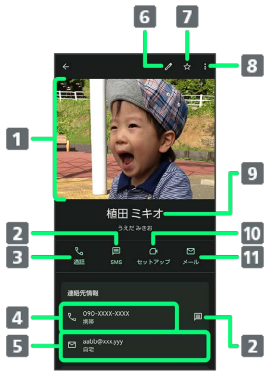 6
7
8
1
9
植田 ミキオ
うえだ みきお
2
10
3
通話
SMS
セットアップ
メール
11
連絡先情報
4
090-XXXX-XXXX
携帯
5
aabb@xxx.yyy
自宅
2